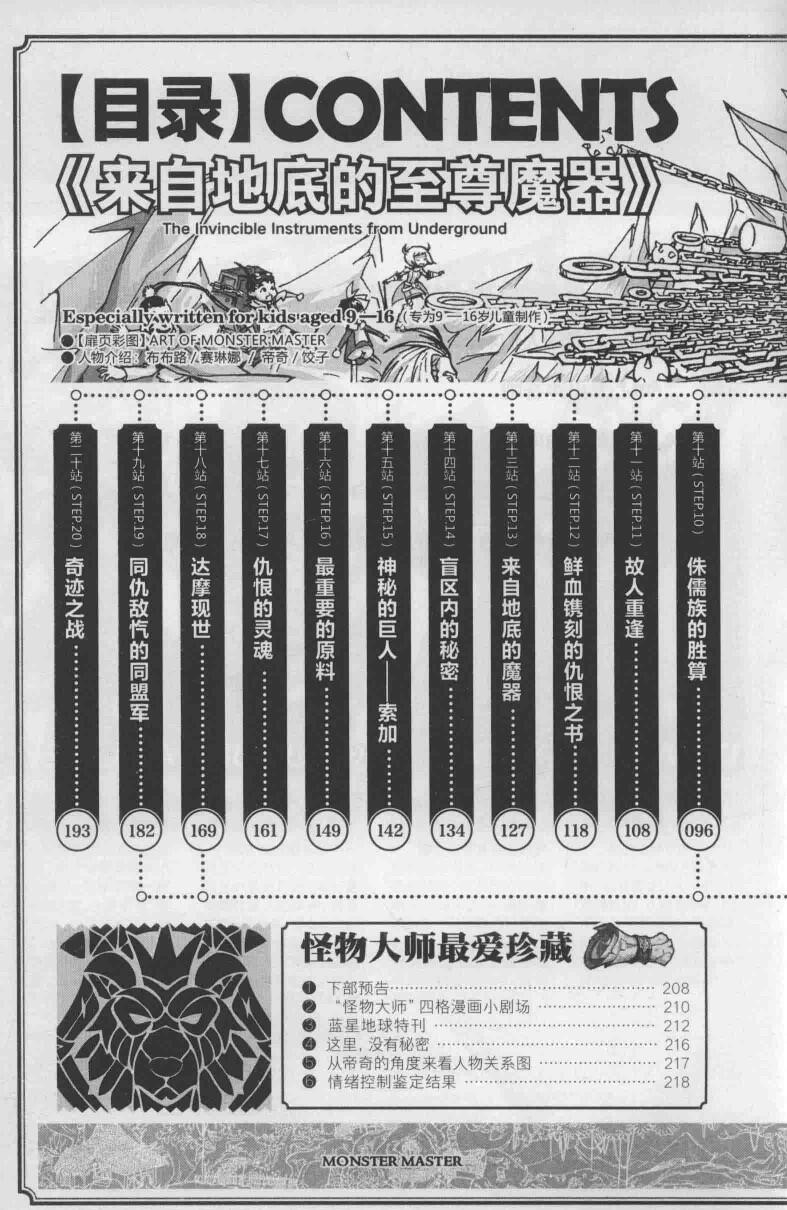 【目录】CONTENTS
《来自地底的至尊魔器》
The Invincible Instruments from Underground
Especially written for kids aged 9—16（专为9—16岁儿童制作）
●【扉页彩图】ART OF MONSTER MASTER
●人物介绍：布布路 / 赛琳娜 / 帝奇 / 饺子
第十站（STEP.10） 侏儒族的胜算 096
第十一站（STEP.11） 故人重逢 108
第十二站（STEP.12） 鲜血镌刻的仇恨之书 118
第十三站（STEP.13） 来自地底的魔器 127
第十四站（STEP.14） 盲区内的秘密 134
第十五站（STEP.15） 神秘的巨人——索加 142
第十六站（STEP.16） 最重要的原料 149
第十七站（STEP.17） 仇恨的灵魂 161
第十八站（STEP.18） 达摩现世 169
第十九站（STEP.19） 同仇敌忾的同盟军 182
第二十站（STEP.20） 奇迹之战 193
怪物大师最爱珍藏
❶ 下部预告 208
❷ “怪物大师”四格漫画小剧场 210
❸ 蓝星地球特刊 212
❹ 这里，没有秘密 216
❺ 从帝奇的角度来看人物关系图 217
❻ 情绪控制鉴定结果 218
MONSTER MASTER